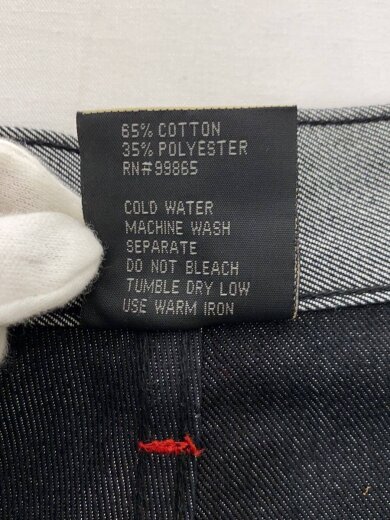 65% COTTON
35% POLYESTER
RN#99865
COLD WATER
MACHINE WASH
SEPARATE
DO NOT BLEACH
TUMBLE DRY LOW
USE WARM IRON